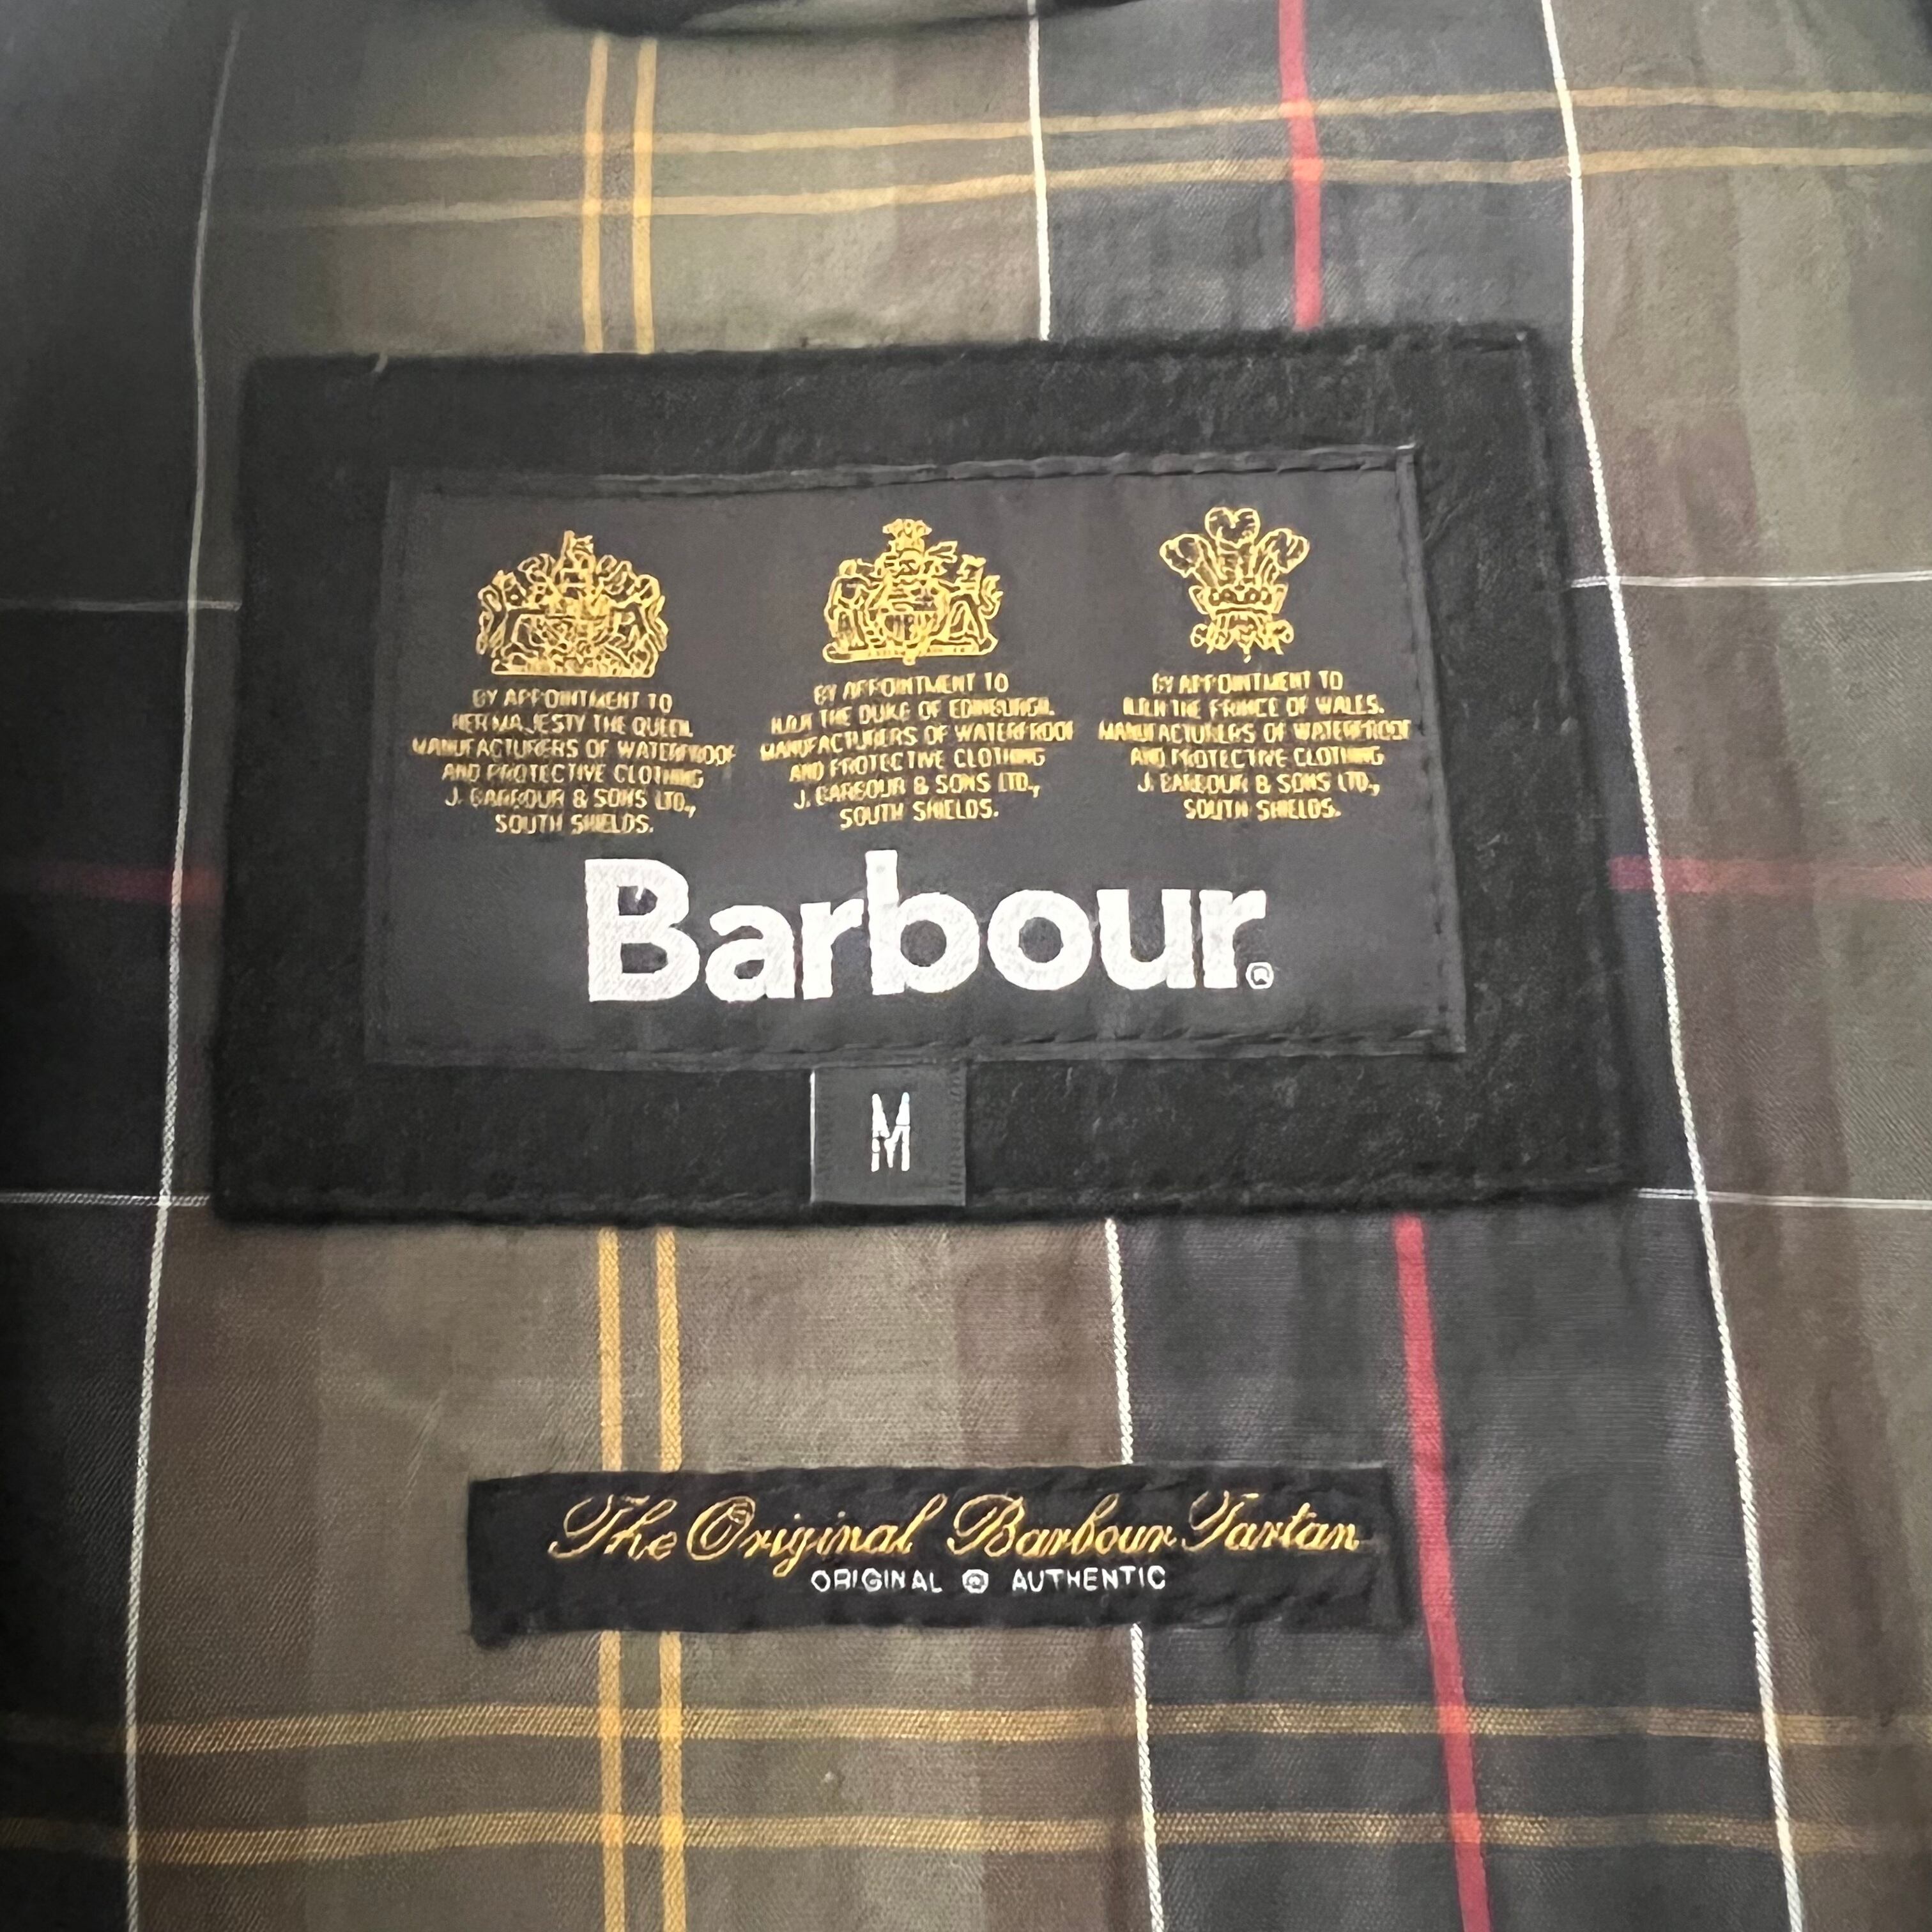 BY APPOINTMENT TO
HER MAJESTY THE QUEEN.
MANUFACTURERS OF WATERPROOF
AND PROTECTIVE CLOTHING
J. BARBOUR & SONS LTD.,
SOUTH SHIELDS.
BY APPOINTMENT TO
H.R.H THE DUKE OF EDINBURGH.
MANUFACTURERS OF WATERPROOF
AND PROTECTIVE CLOTHING
J. BARBOUR & SONS LTD.,
SOUTH SHIELDS.
BY APPOINTMENT TO
H.R.H THE PRINCE OF WALES.
MANUFACTURERS OF WATERPROOF
AND PROTECTIVE CLOTHING
J. BARBOUR & SONS LTD.,
SOUTH SHIELDS.
Barbour®
M
The Original Barbour Tartan
ORIGINAL ® AUTHENTIC